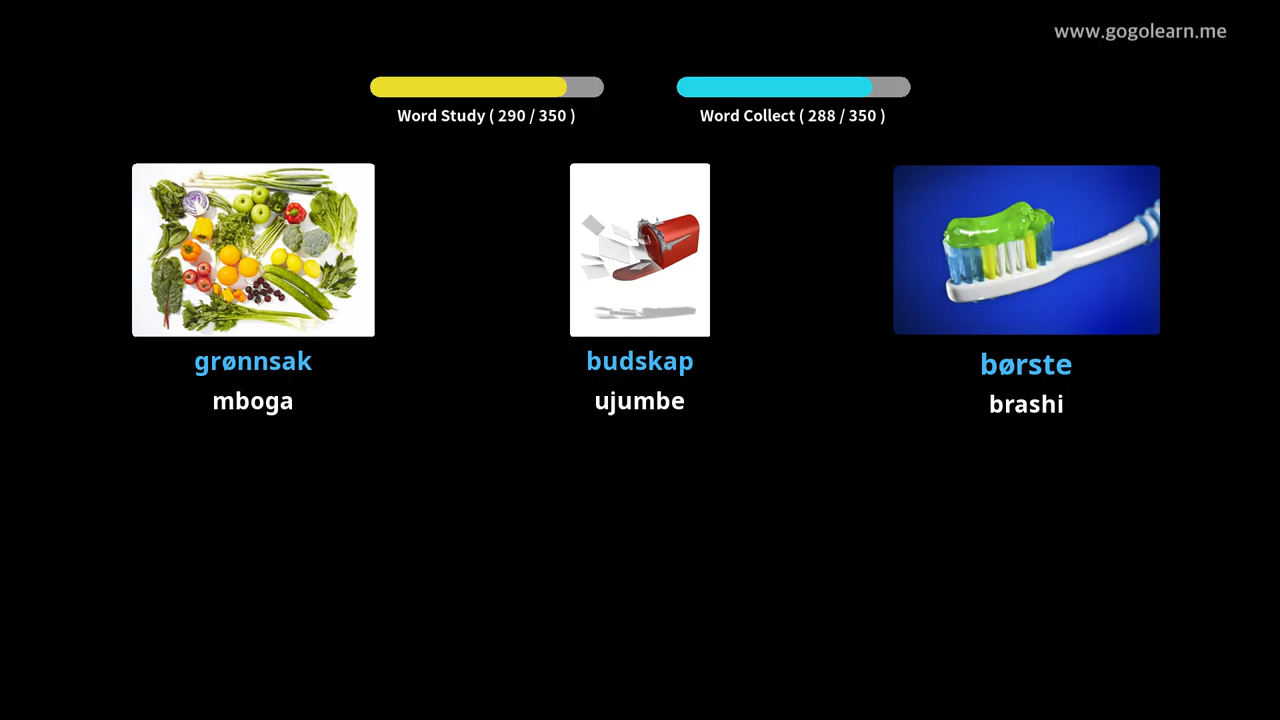 www.gogolearn.me
Word Study ( 290 / 350 )
Word Collect ( 288 / 350 )
grønnsak
mboga
budskap
ujumbe
børste
brashi